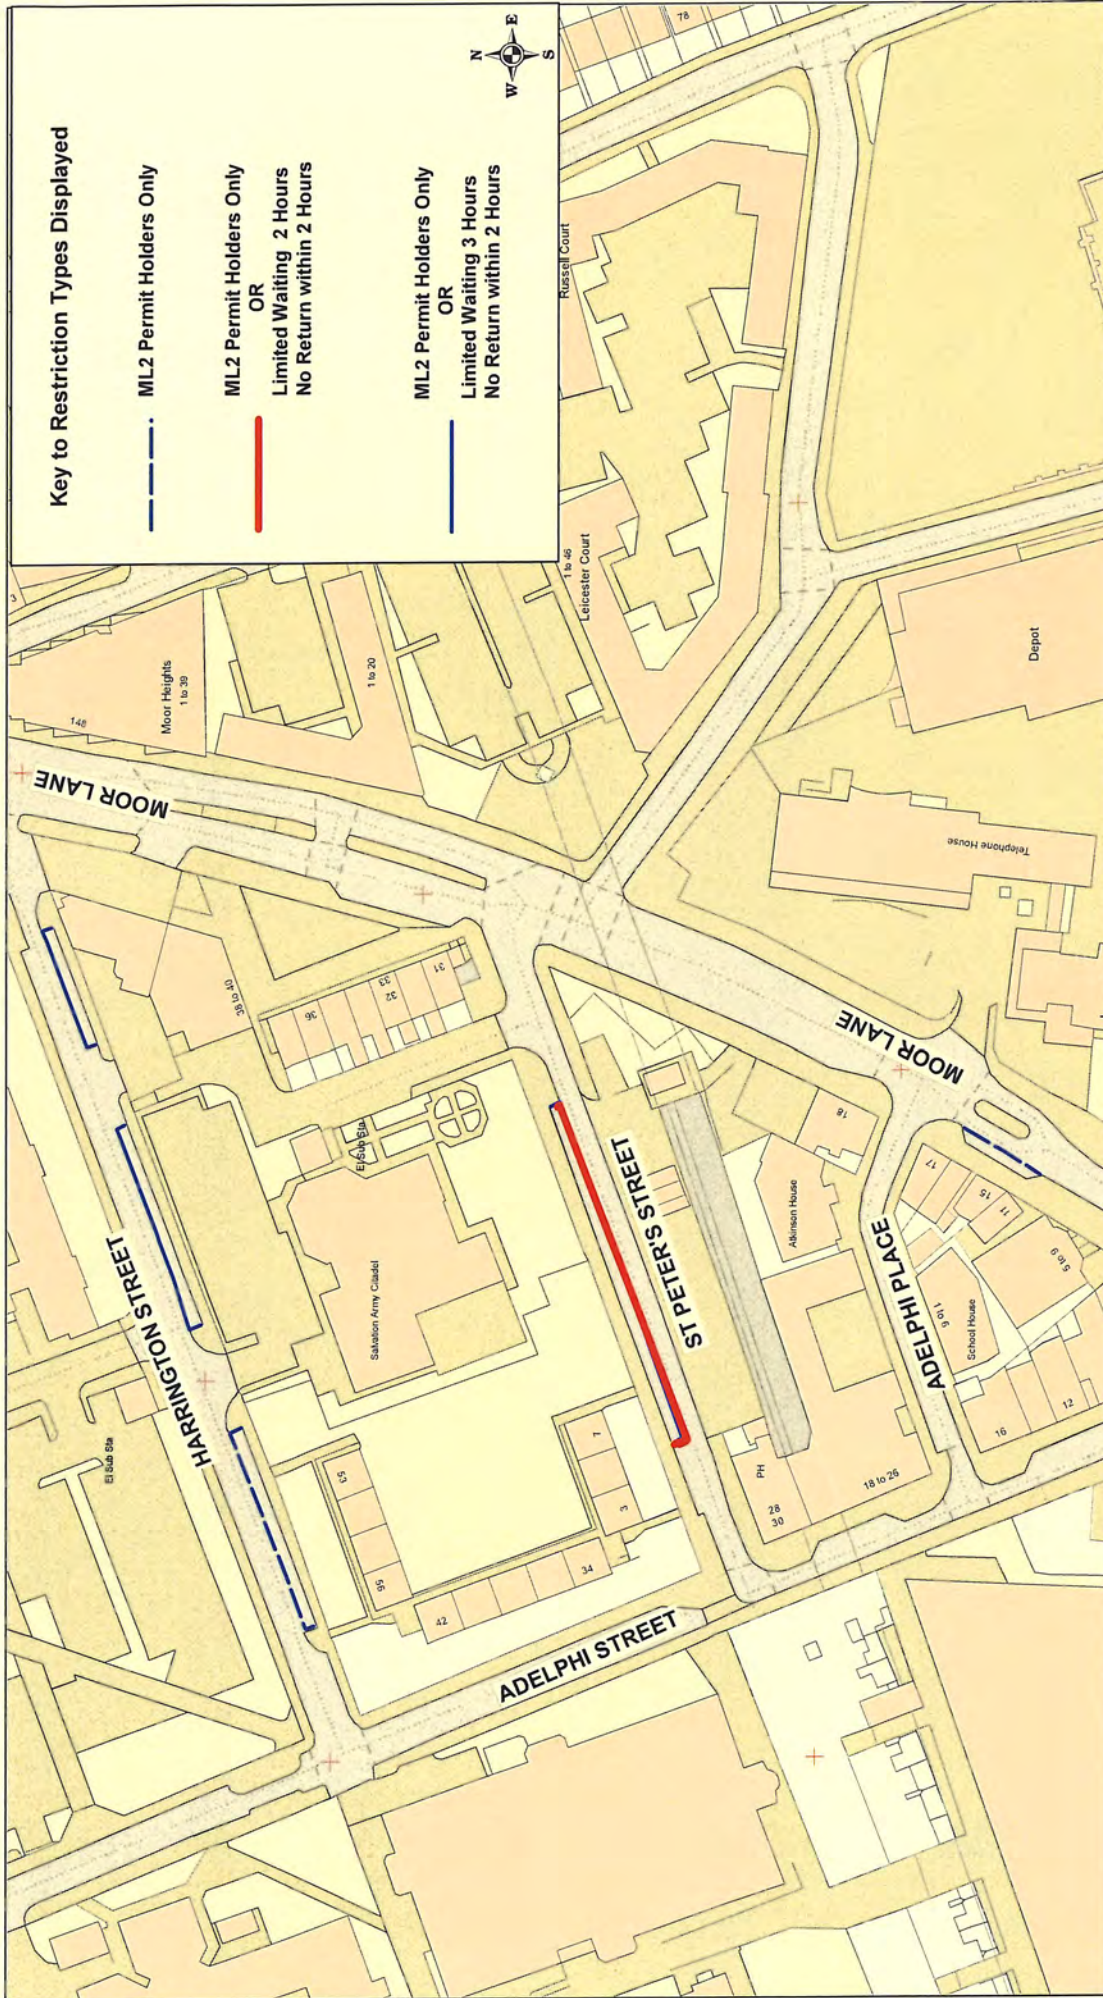 Key to Restriction Types Displayed
ML2 Permit Holders Only
ML2 Permit Holders Only
OR
Limited Waiting 2 Hours
No Return within 2 Hours
ML2 Permit Holders Only
OR
Limited Waiting 3 Hours
No Return within 2 Hours
N
E
S
W
78
3
148
Moor Heights
1 to 39
1 to 20
MOOR LANE
Russell Court
Leicester Court
1 to 46
Depot
Telephone House
38 to 40
36
33
32
31
HARRINGTON STREET
El Sub Sta
El Sub Sta
Salvation Army Citadel
53
56
42
34
3
7
ST PETER'S STREET
PH
28
30
18 to 26
Atkinson House
18
MOOR LANE
ADELPHI PLACE
17
15
11
5 to 9
1 to 6
School House
16
12
ADELPHI STREET